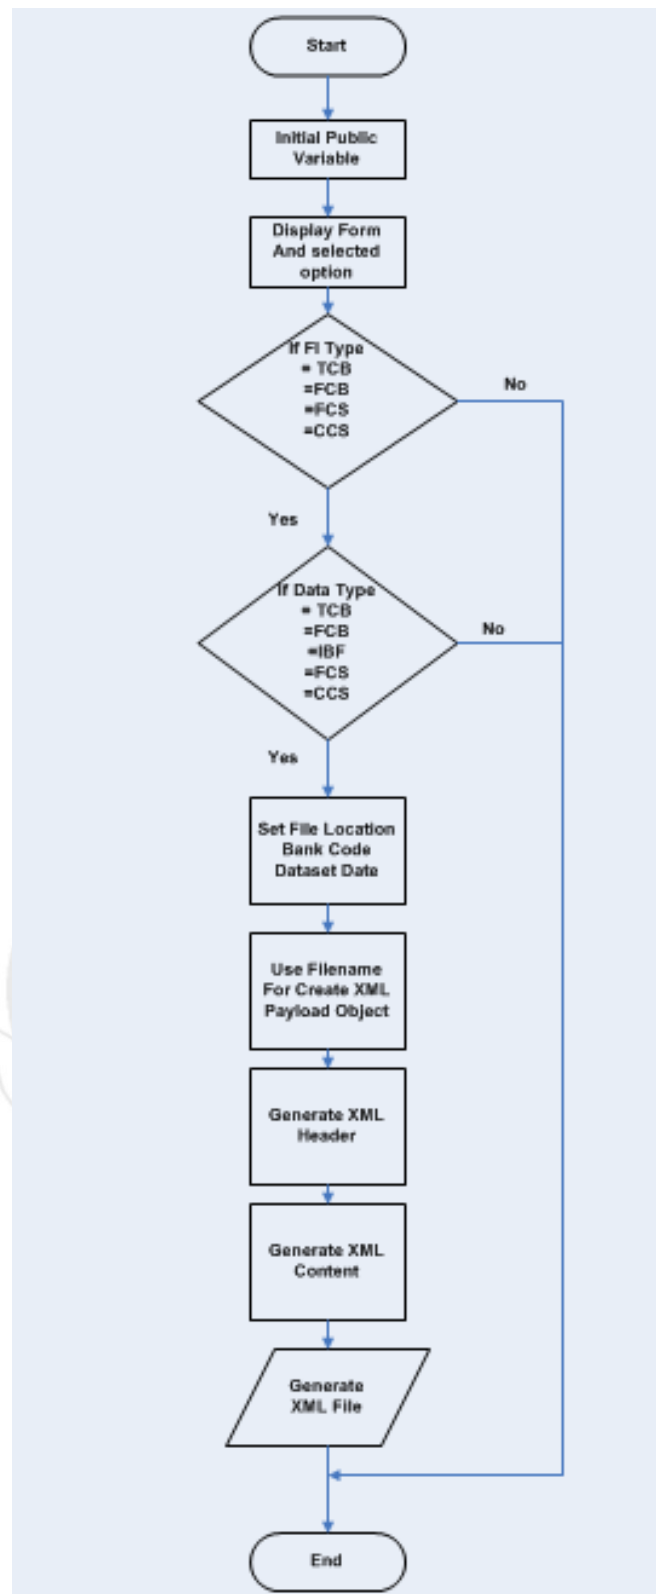 Start
Initial Public
Variable
Display Form
And selected
option
If FI Type
= TCB
=FCB
=FCS
=CCS
No
Yes
If Data Type
= TCB
=FCB
=IBF
=FCS
=CCS
No
Yes
Set File Location
Bank Code
Dataset Date
Use Filename
For Create XML
Payload Object
Generate XML
Header
Generate XML
Content
Generate
XML File
End